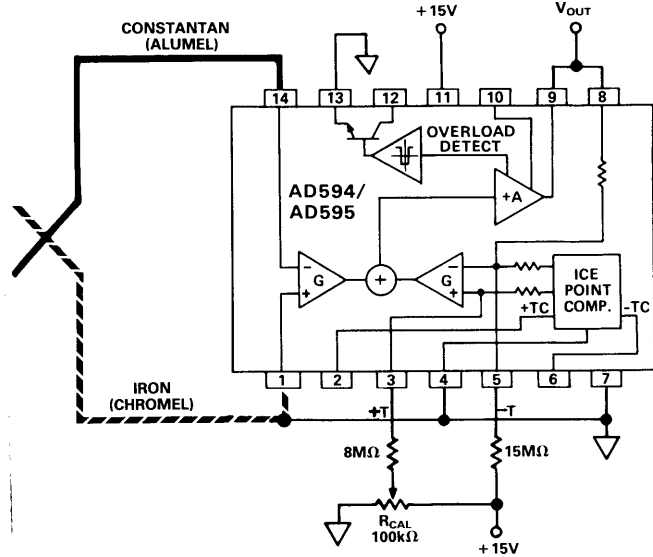 CONSTANTAN
(ALUMEL)
+15V
VOUT
14
13
12
11
10
9
8
OVERLOAD
DETECT
AD594/
AD595
+A
−
G
+
+
−
G
+
ICE
POINT
COMP.
+TC
-TC
1
2
3
4
5
6
7
IRON
(CHROMEL)
+T
−T
8MΩ
15MΩ
RCAL
100kΩ
+15V